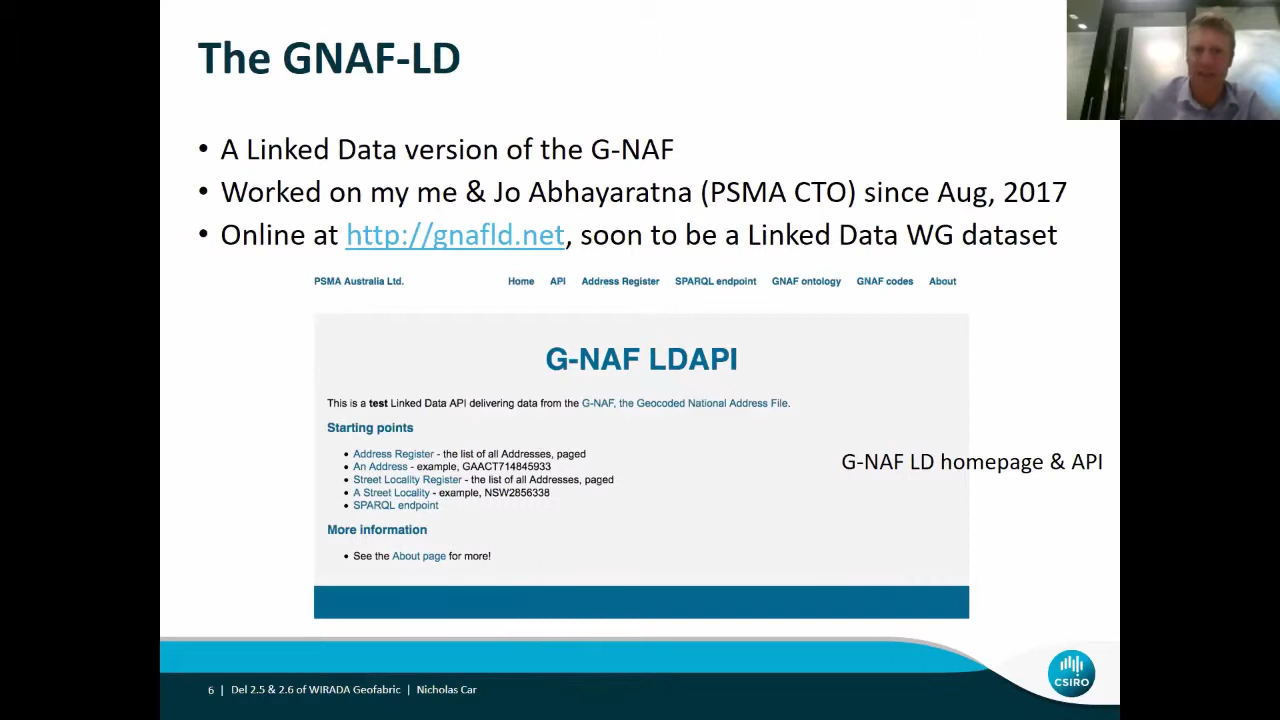 The GNAF-LD
• A Linked Data version of the G-NAF
• Worked on my me & Jo Abhayaratna (PSMA CTO) since Aug, 2017
• Online at http://gnafld.net, soon to be a Linked Data WG dataset
PSMA Australia Ltd. Home API Address Register SPARQL endpoint GNAF ontology GNAF codes About
G-NAF LDAPI
This is a test Linked Data API delivering data from the G-NAF, the Geocoded National Address File.
Starting points
• Address Register - the list of all Addresses, paged
• An Address - example, GAACT714845933
• Street Locality Register - the list of all Addresses, paged
• A Street Locality - example, NSW2856338
• SPARQL endpoint
More information
• See the About page for more!
G-NAF LD homepage & API
6 | Del 2.5 & 2.6 of WIRADA Geofabric | Nicholas Car
CSIRO